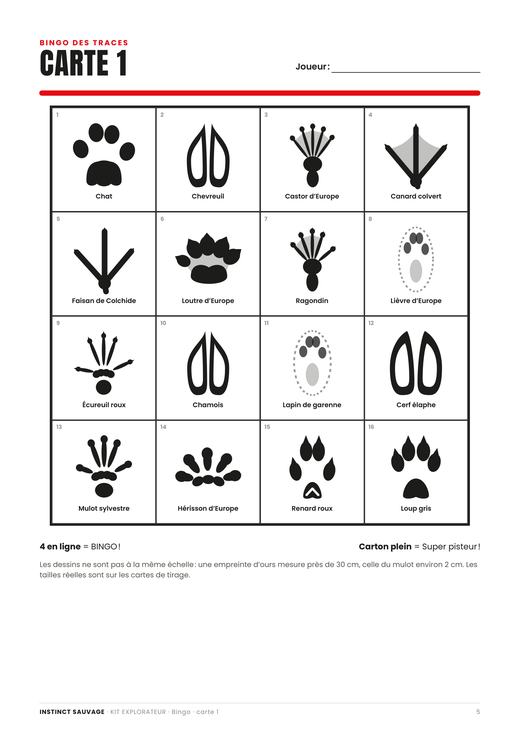 BINGO DES TRACES
CARTE 1
Joueur :
1
Chat
2
Chevreuil
3
Castor d'Europe
4
Canard colvert
5
Faisan de Colchide
6
Loutre d'Europe
7
Ragondin
8
Lièvre d'Europe
9
Écureuil roux
10
Chamois
11
Lapin de garenne
12
Cerf élaphe
13
Mulot sylvestre
14
Hérisson d'Europe
15
Renard roux
16
Loup gris
4 en ligne = BINGO !
Carton plein = Super pisteur !
Les dessins ne sont pas à la même échelle : une empreinte d'ours mesure près de 30 cm, celle du mulot environ 2 cm. Les
tailles réelles sont sur les cartes de tirage.
INSTINCT SAUVAGE · KIT EXPLORATEUR · Bingo · carte 1
5